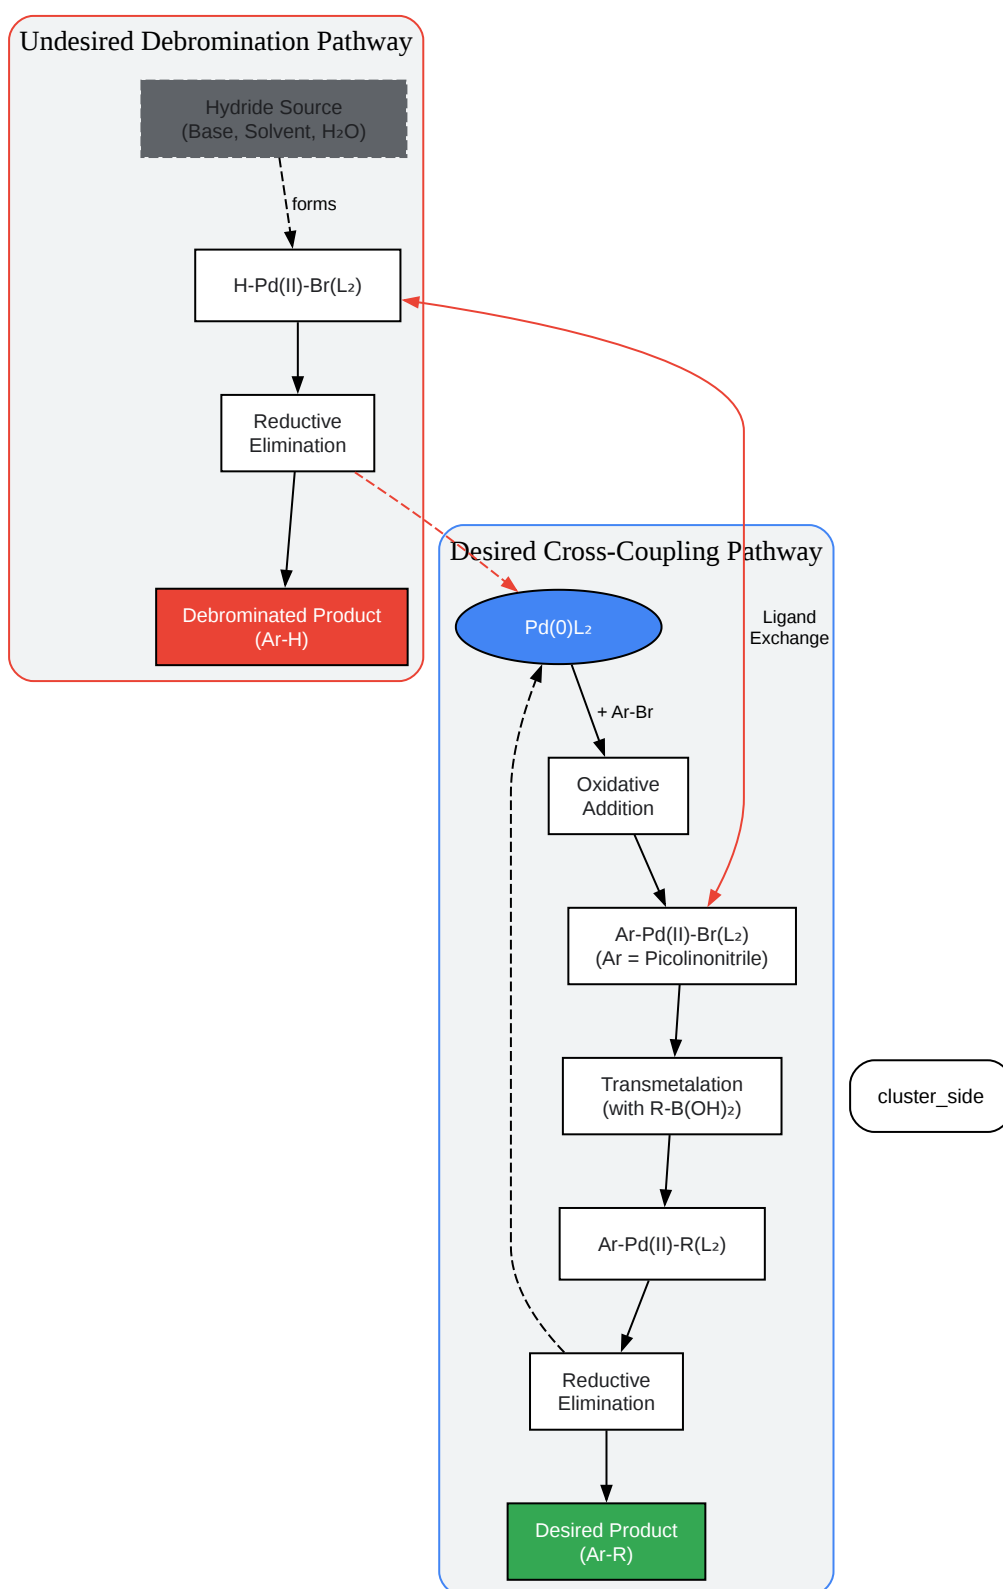 Undesired Debromination Pathway
Hydride Source
(Base, Solvent, H₂O)
forms
H-Pd(II)-Br(L₂)
Reductive
Elimination
Debrominated Product
(Ar-H)
Desired Cross-Coupling Pathway
Pd(0)L₂
Ligand
Exchange
+ Ar-Br
Oxidative
Addition
Ar-Pd(II)-Br(L₂)
(Ar = Picolinonitrile)
Transmetalation
(with R-B(OH)₂)
cluster_side
Ar-Pd(II)-R(L₂)
Reductive
Elimination
Desired Product
(Ar-R)